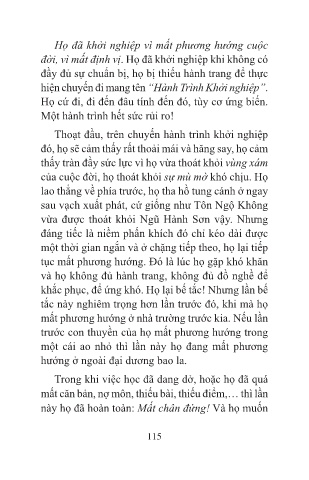 Họ đã khởi nghiệp vì mất phương hướng cuộc
đời, vì mất định vị. Họ đã khởi nghiệp khi không có
đầy đủ sự chuẩn bị, họ bị thiếu hành trang để thực
hiện chuyến đi mang tên “Hành Trình Khởi nghiệp”.
Họ cứ đi, đi đến đâu tính đến đó, tùy cơ ứng biến.
Một hành trình hết sức rủi ro!
Thoạt đầu, trên chuyến hành trình khởi nghiệp
đó, họ sẽ cảm thấy rất thoải mái và hăng say, họ cảm
thấy tràn đầy sức lực vì họ vừa thoát khỏi vùng xám
của cuộc đời, họ thoát khỏi sự mù mờ khó chịu. Họ
lao thẳng về phía trước, họ tha hồ tung cánh ở ngay
sau vạch xuất phát, cứ giống như Tôn Ngộ Không
vừa được thoát khỏi Ngũ Hành Sơn vậy. Nhưng
đáng tiếc là niềm phấn khích đó chỉ kéo dài được
một thời gian ngắn và ở chặng tiếp theo, họ lại tiếp
tục mất phương hướng. Đó là lúc họ gặp khó khăn
và họ không đủ hành trang, không đủ đồ nghề để
khắc phục, để ứng khó. Họ lại bế tắc! Nhưng lần bế
tắc này nghiêm trọng hơn lần trước đó, khi mà họ
mất phương hướng ở nhà trường trước kia. Nếu lần
trước con thuyền của họ mất phương hướng trong
một cái ao nhỏ thì lần này họ đang mất phương
hướng ở ngoài đại dương bao la.
Trong khi việc học đã dang dở, hoặc họ đã quá
mất căn bản, nợ môn, thiếu bài, thiếu điểm,… thì lần
này họ đã hoàn toàn: Mất chân đứng! Và họ muốn
115